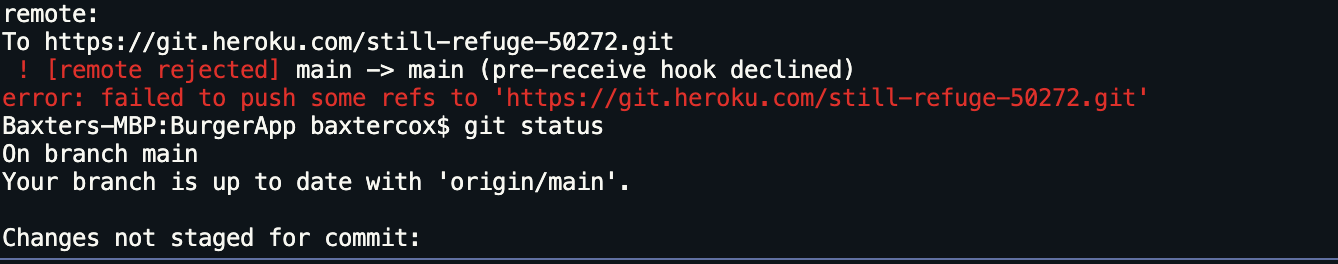 remote:
To https://git.heroku.com/still-refuge-50272.git
 ! [remote rejected] main -> main (pre-receive hook declined)
error: failed to push some refs to 'https://git.heroku.com/still-refuge-50272.git'
Baxters-MBP:BurgerApp baxtercox$ git status
On branch main
Your branch is up to date with 'origin/main'.

Changes not staged for commit: